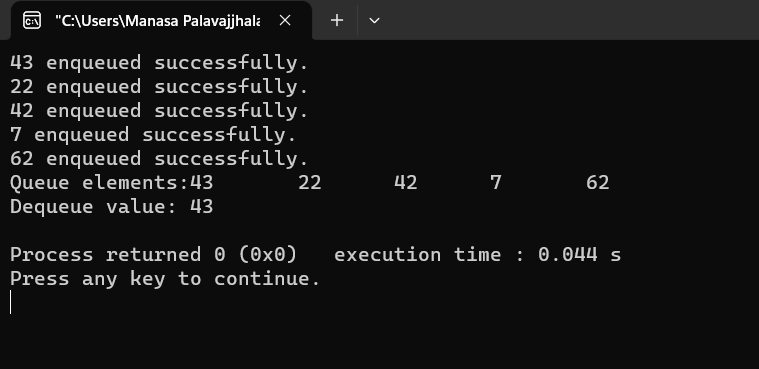 "C:\Users\Manasa Palavajjhala
43 enqueued successfully.
22 enqueued successfully.
42 enqueued successfully.
7 enqueued successfully.
62 enqueued successfully.
Queue elements:43	22	42	7	62
Dequeue value: 43
Process returned 0 (0x0)   execution time : 0.044 s
Press any key to continue.